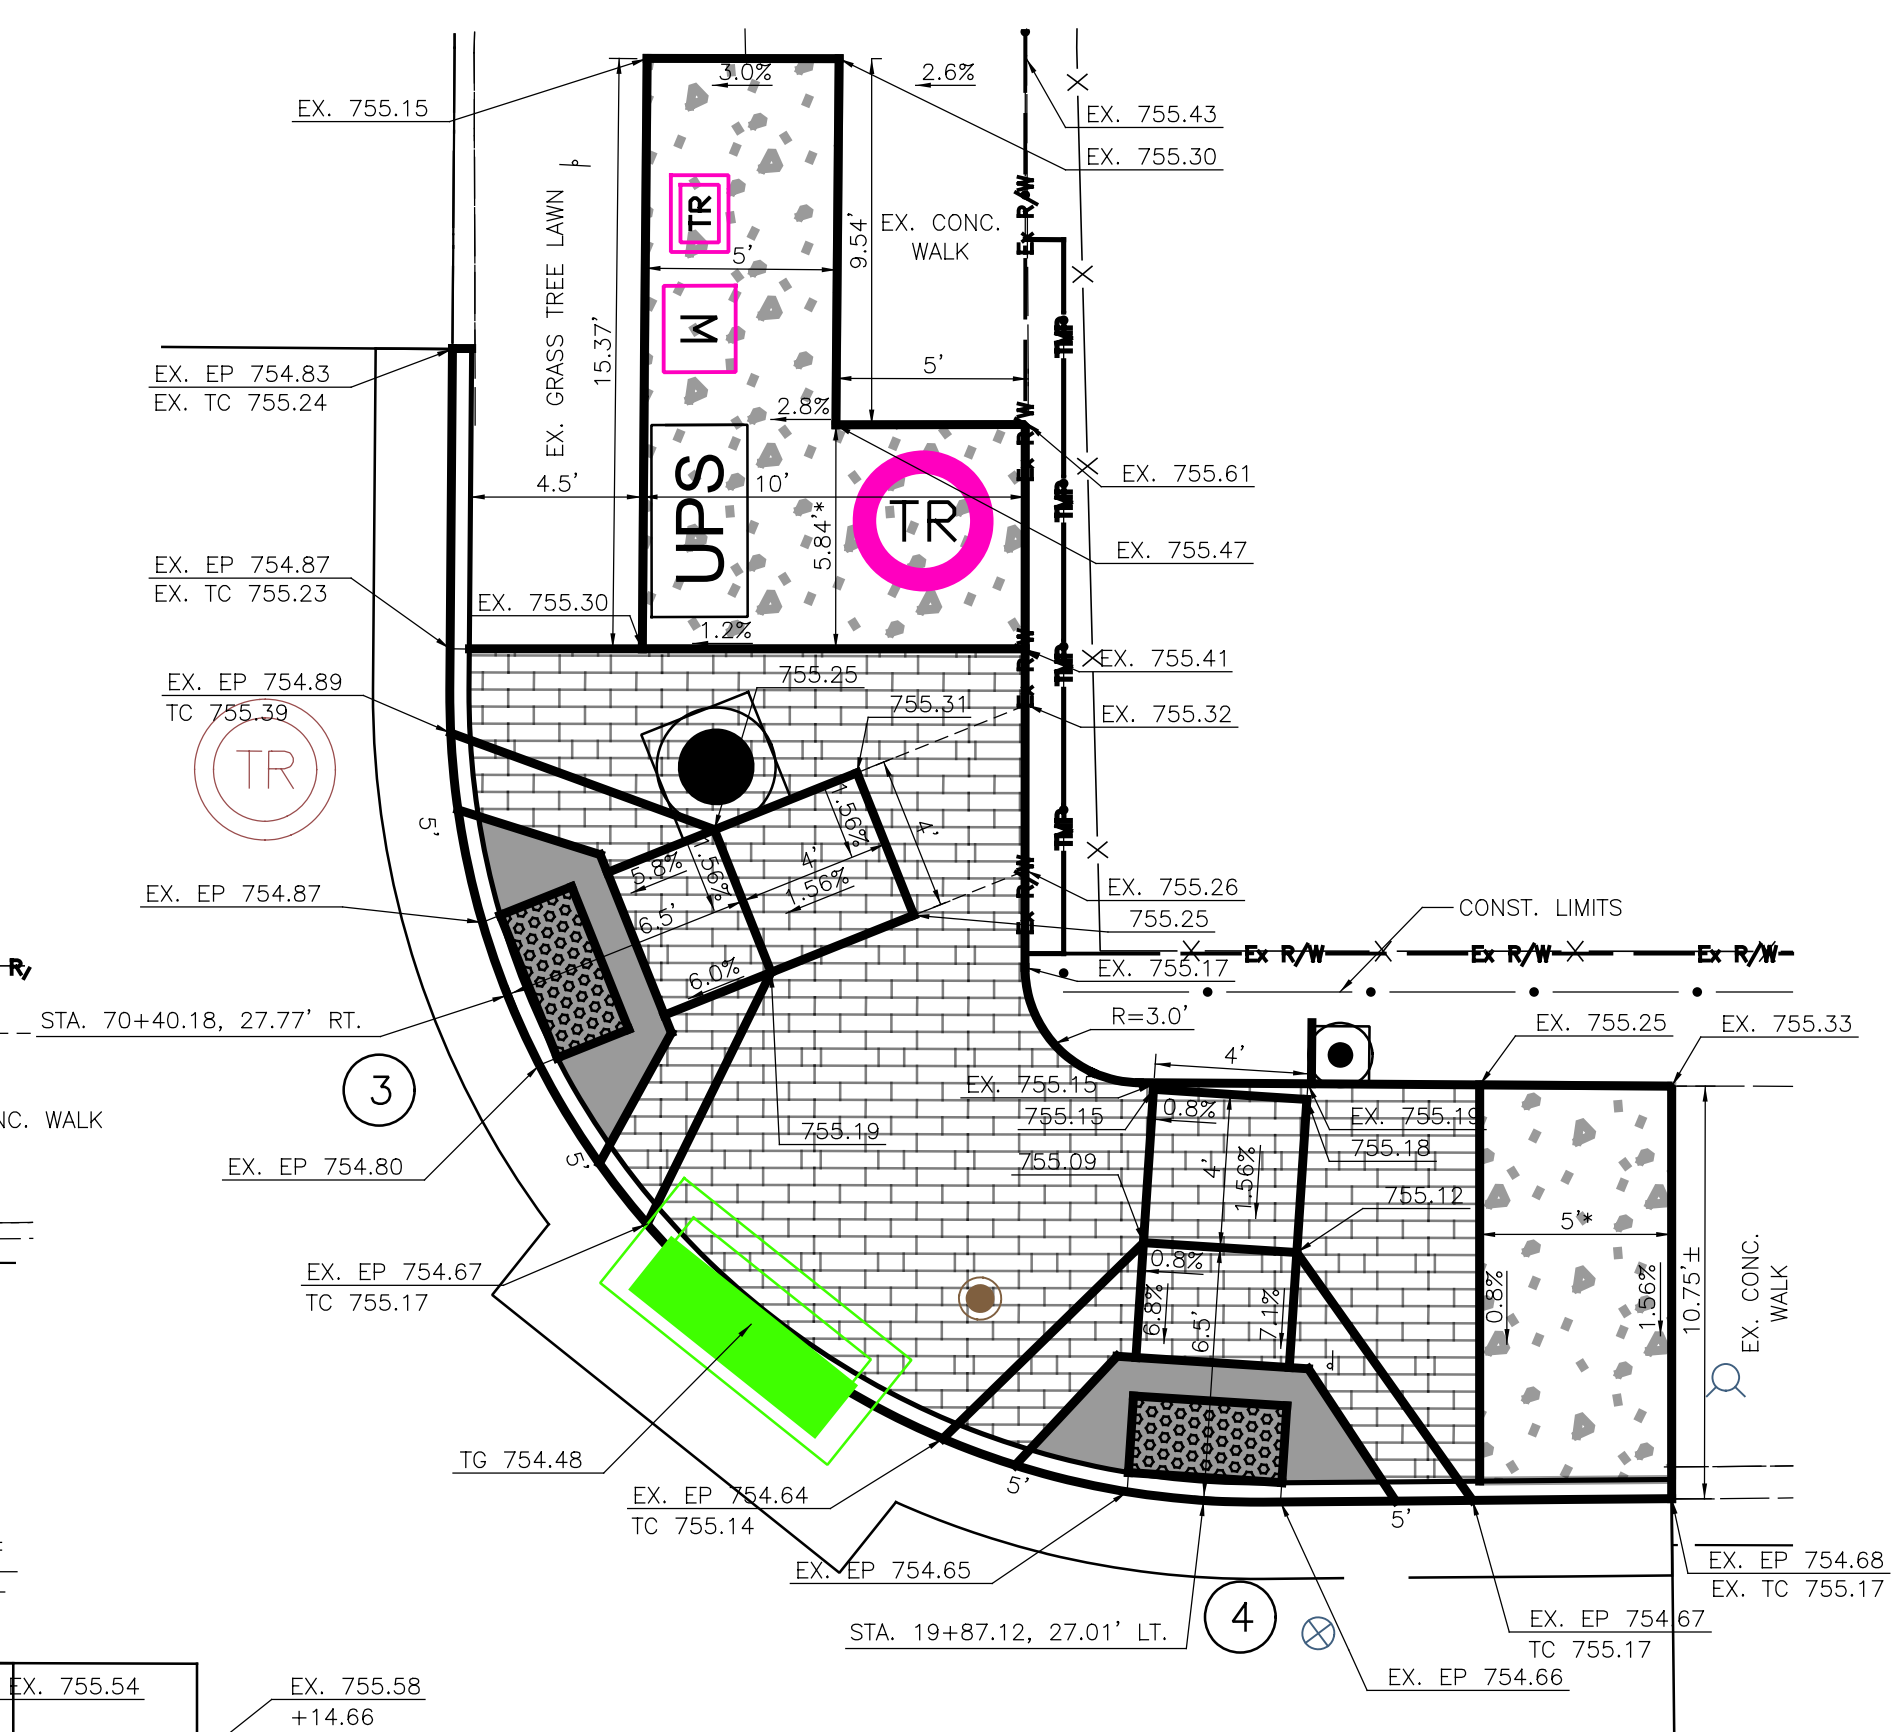 3.0%
2.6%
EX. 755.15
EX. 755.43
EX. 755.30
TR
EX. GRASS TREE LAWN
EX. CONC.
WALK
9.54'
Ex R/W
5'
M
15.37'
TMP
5'
EX. EP 754.83
EX. TC 755.24
2.8%
Ex R/W
UPS
4.5'
10'
TR
5.84'*
EX. 755.61
TMP
EX. 755.47
EX. EP 754.87
EX. TC 755.23
EX. 755.30
1.2%
Ex R/W
TMP
EX. 755.41
EX. EP 754.89
TC 755.39
755.25
755.31
EX. 755.32
TR
5'
1.56%
4'
TMP
5.8%
1.56%
4'
1.56%
Ex R/W
EX. EP 754.87
6.5'
EX. 755.26
755.25
CONST. LIMITS
6.0%
EX. 755.17
Ex R/W
Ex R/W
Ex R/W
R/
STA. 70+40.18, 27.77' RT.
R=3.0'
EX. 755.25
EX. 755.33
3
4'
EX. 755.15
755.15
0.8%
EX. 755.19
755.18
NC. WALK
755.19
755.09
4'
1.56%
755.12
5'
EX. EP 754.80
5'*
EX. EP 754.67
TC 755.17
0.8%
6.8%
6.5'
7.1%
0.8%
1.56%
10.75'±
EX. CONC.
WALK
TG 754.48
EX. EP 754.64
TC 755.14
5'
5'
EX. EP 754.65
4
STA. 19+87.12, 27.01' LT.
EX. EP 754.68
EX. TC 755.17
EX. EP 754.67
TC 755.17
EX. EP 754.66
EX. 755.54
EX. 755.58
+14.66